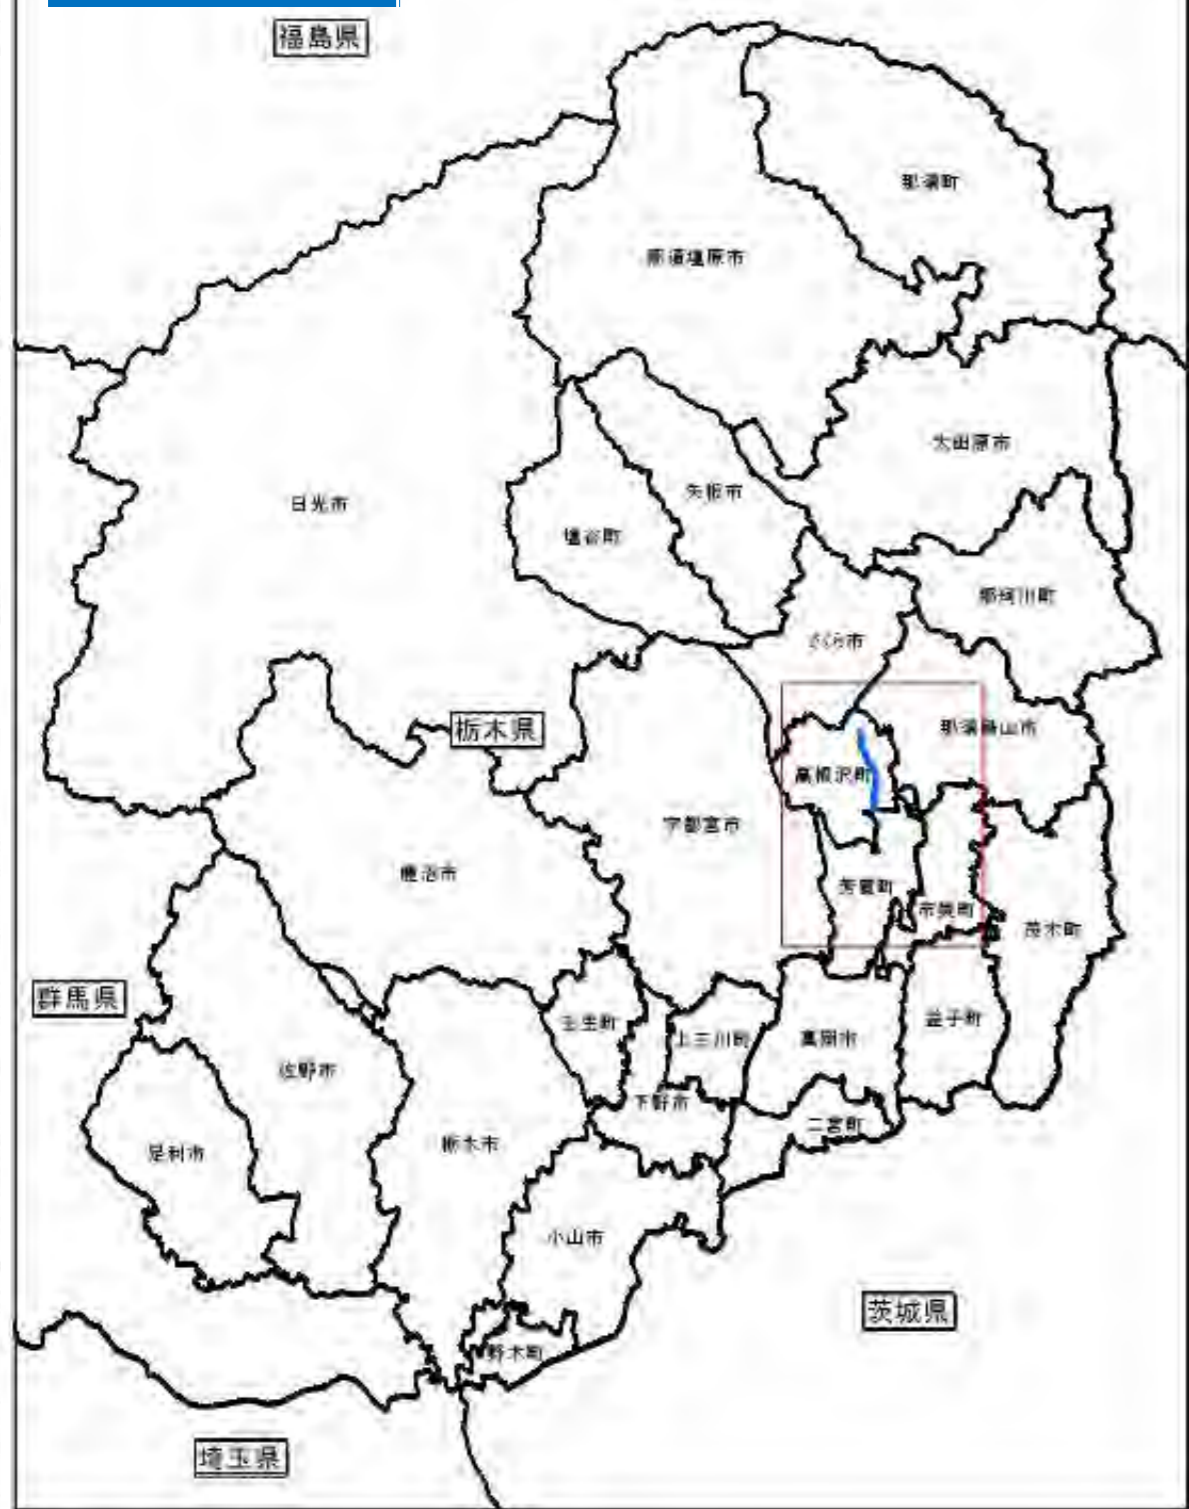 福島県
那須町
那須塩原市
大田原市
矢板市
日光市
塩谷町
那珂川町
さくら市
栃木県
那須烏山市
高根沢町
宇都宮市
鹿沼市
芳賀町
市貝町
茂木町
群馬県
壬生町
上三川町
真岡市
益子町
佐野市
下野市
二宮町
栃木市
足利市
小山市
茨城県
野木町
埼玉県